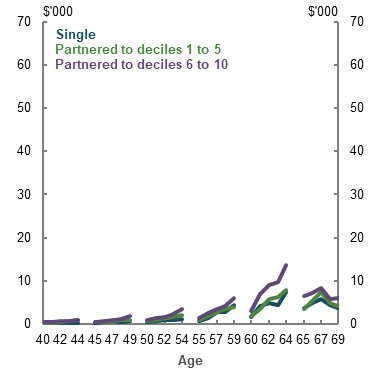 $'000 $'000
70 70
Single
Partnered to deciles 1 to 5
Partnered to deciles 6 to 10
60 60
50 50
40 40
30 30
20 20
10 10
0 0
40 42 44 45 47 49 50 52 54 55 57 59 60 62 64 65 67 69
Age